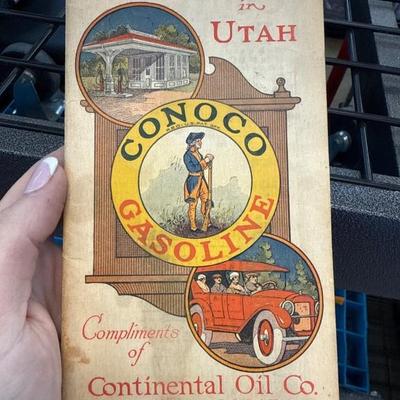 in
UTAH
CONOCO
GASOLINE
Compliments
of
Continental Oil Co.